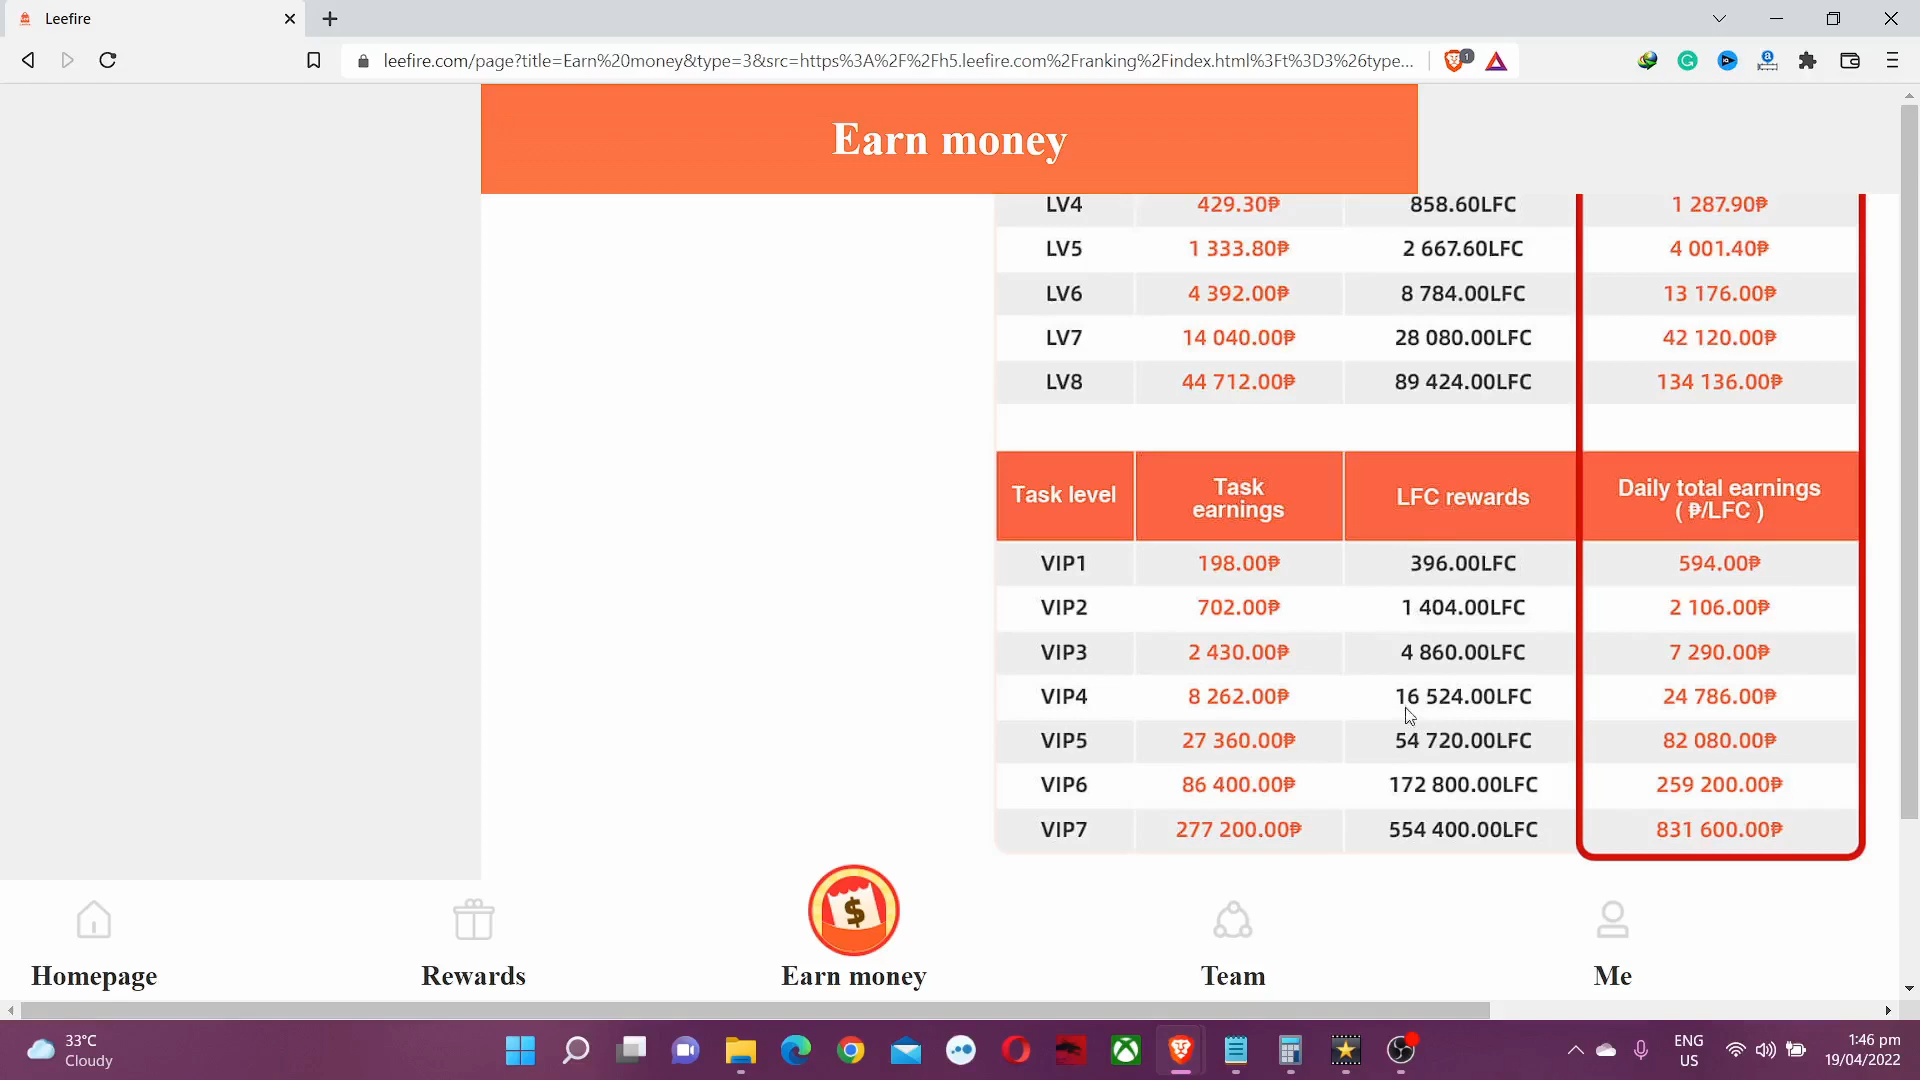 Leefire
leefire.com/page?title=Earn%20money&type=3&src=https%3A%2F%2Fh5.leefire.com%2Franking%2Findex.html%3Ft%3D3%26type...
1
Earn money
LV4 429.30₱ 858.60LFC 1 287.90₱
LV5 1 333.80₱ 2 667.60LFC 4 001.40₱
LV6 4 392.00₱ 8 784.00LFC 13 176.00₱
LV7 14 040.00₱ 28 080.00LFC 42 120.00₱
LV8 44 712.00₱ 89 424.00LFC 134 136.00₱
Task level Task earnings LFC rewards Daily total earnings ( ₱/LFC )
VIP1 198.00₱ 396.00LFC 594.00₱
VIP2 702.00₱ 1 404.00LFC 2 106.00₱
VIP3 2 430.00₱ 4 860.00LFC 7 290.00₱
VIP4 8 262.00₱ 16 524.00LFC 24 786.00₱
VIP5 27 360.00₱ 54 720.00LFC 82 080.00₱
VIP6 86 400.00₱ 172 800.00LFC 259 200.00₱
VIP7 277 200.00₱ 554 400.00LFC 831 600.00₱
$
Homepage Rewards Earn money Team Me
33°C
Cloudy
ENG
US
1:46 pm
19/04/2022